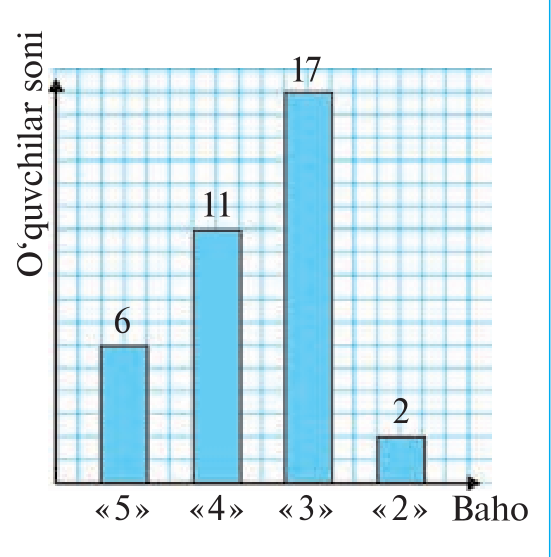 O‘quvchilar soni
17
11
6
2
«5» «4» «3» «2» Baho